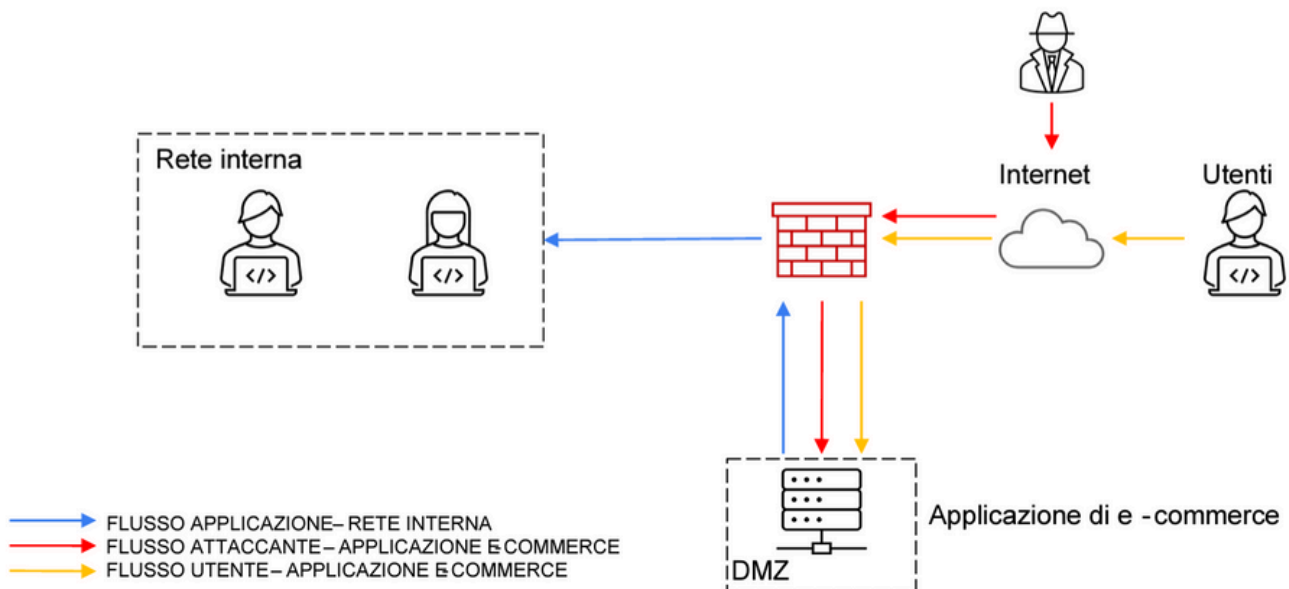 Rete interna
Internet
Utenti
</>
</>
</>
Applicazione di e -commerce
DMZ
FLUSSO APPLICAZIONE– RETE INTERNA
FLUSSO ATTACCANTE– APPLICAZIONE E-COMMERCE
FLUSSO UTENTE– APPLICAZIONE E-COMMERCE